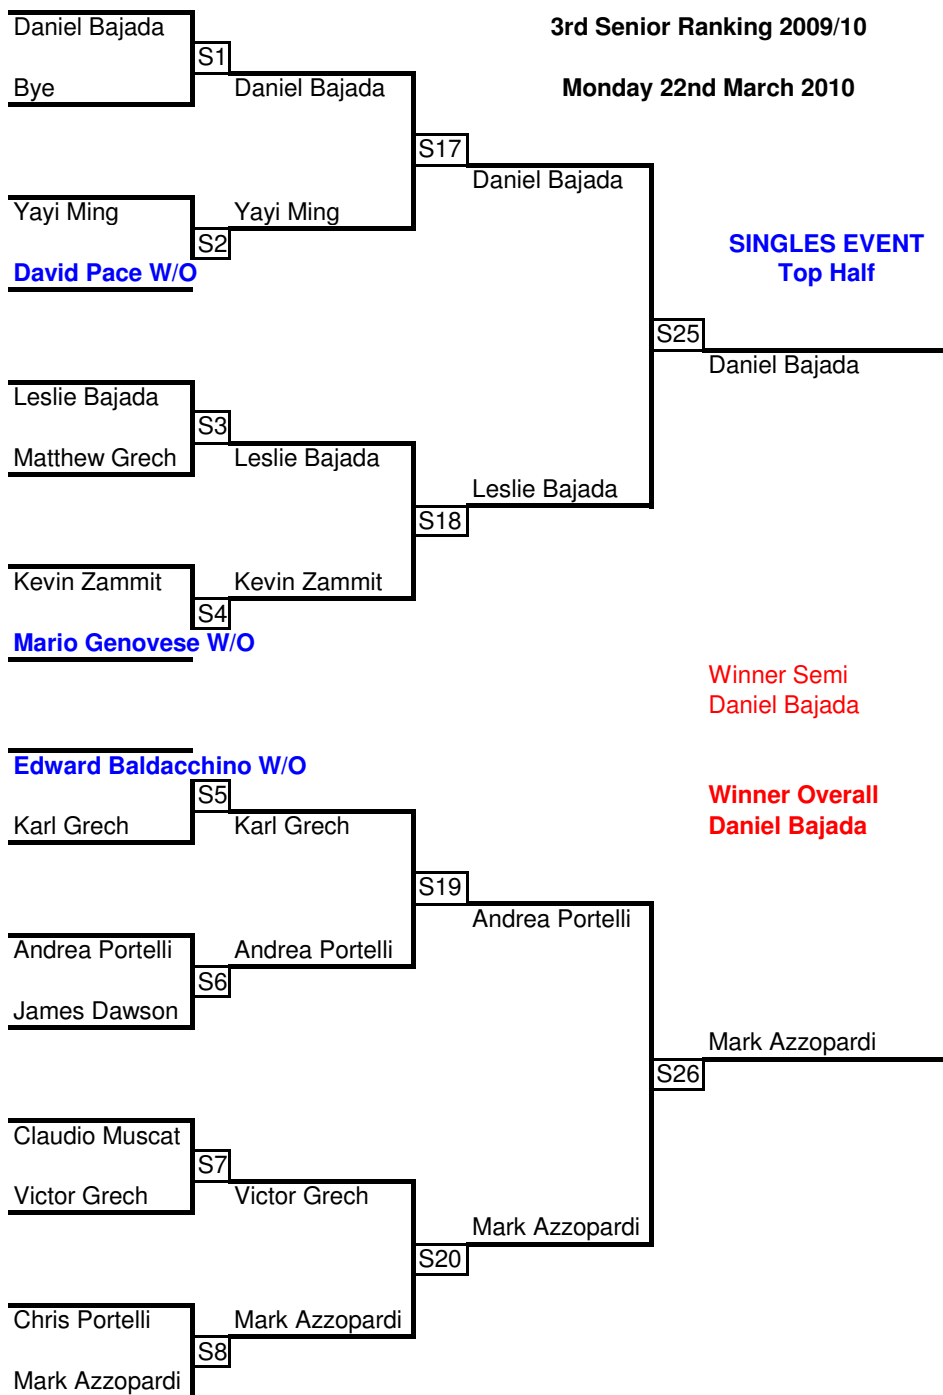 Daniel Bajada
3rd Senior Ranking 2009/10
S1
Bye
Daniel Bajada
Monday 22nd March 2010
S17
Daniel Bajada
Yayi Ming
Yayi Ming
S2
SINGLES EVENT
David Pace W/O
Top Half
S25
Daniel Bajada
Leslie Bajada
S3
Matthew Grech
Leslie Bajada
Leslie Bajada
S18
Kevin Zammit
Kevin Zammit
S4
Mario Genovese W/O
Winner Semi
Daniel Bajada
Edward Baldacchino W/O
S5
Winner Overall
Karl Grech
Karl Grech
Daniel Bajada
S19
Andrea Portelli
Andrea Portelli
Andrea Portelli
S6
James Dawson
Mark Azzopardi
S26
Claudio Muscat
S7
Victor Grech
Victor Grech
Mark Azzopardi
S20
Chris Portelli
Mark Azzopardi
S8
Mark Azzopardi